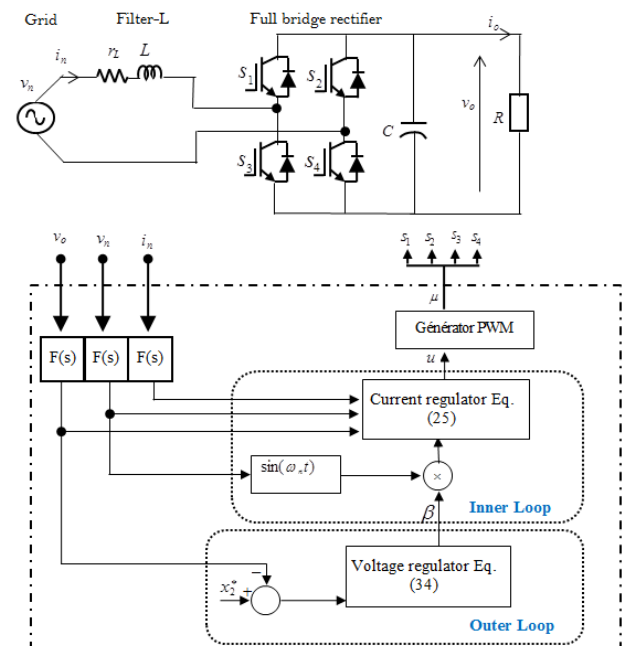 Grid Filter-L Full bridge rectifier
i_n r_L L S_1 S_2 i_o
v_n
v_o R
C
S_3 S_4
v_o v_n i_n S_1 S_2 S_3 S_4
μ
Générator PWM
F(s) F(s) F(s)
u
Current regulator Eq.
(25)
sin(ω_n t) ×
Inner Loop
β
Voltage regulator Eq.
(34)
−
x_2^* +
Outer Loop